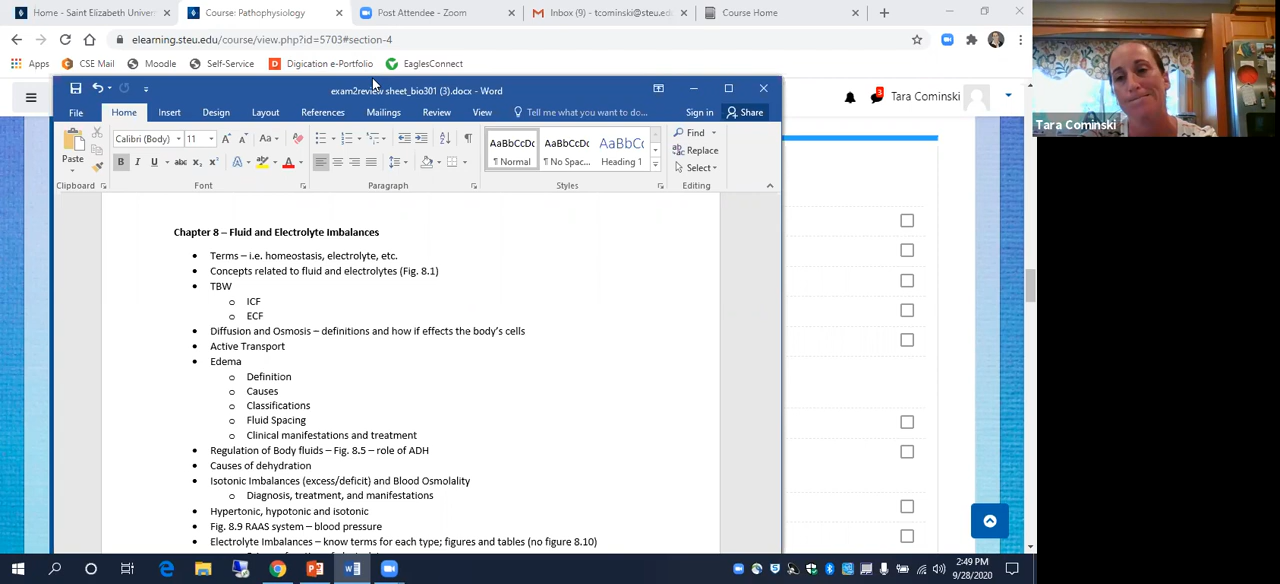 Home - Saint Elizabeth Univer
Course: Pathophysiology
Post Attendee - Zoom
Inbox (9) - tcominski@steu.ed
Course Home
elearning.steu.edu/course/view.php?id=5703#section-4
Apps
CSE Mail
Moodle
Self-Service
Digication e-Portfolio
EaglesConnect
exam2review sheet_bio301 (3).docx - Word
File
Home
Insert
Design
Layout
References
Mailings
Review
View
Tell me what you want to do...
Sign in
Share
3
Tara Cominski
Tara Cominski
Paste
Calibri (Body)
11
Find
Replace
Select
AaBbCcDc
AaBbCcDc
AaBbCc
¶ Normal
¶ No Spac...
Heading 1
Clipboard
Font
Paragraph
Styles
Editing
Chapter 8 – Fluid and Electrolyte Imbalances
• Terms – i.e. homeostasis, electrolyte, etc.
• Concepts related to fluid and electrolytes (Fig. 8.1)
• TBW
o ICF
o ECF
• Diffusion and Osmosis – definitions and how if effects the body's cells
• Active Transport
• Edema
o Definition
o Causes
o Classifications
o Fluid Spacing
o Clinical manifestations and treatment
• Regulation of Body fluids – Fig. 8.5 – role of ADH
• Causes of dehydration
• Isotonic Imbalances (excess/deficit) and Blood Osmolality
o Diagnosis, treatment, and manifestations
• Hypertonic, hypotonic and isotonic
• Fig. 8.9 RAAS system – blood pressure
• Electrolyte Imbalances – know terms for each type; figures and tables (no figure 8.10)
2:49 PM
9/28/2020